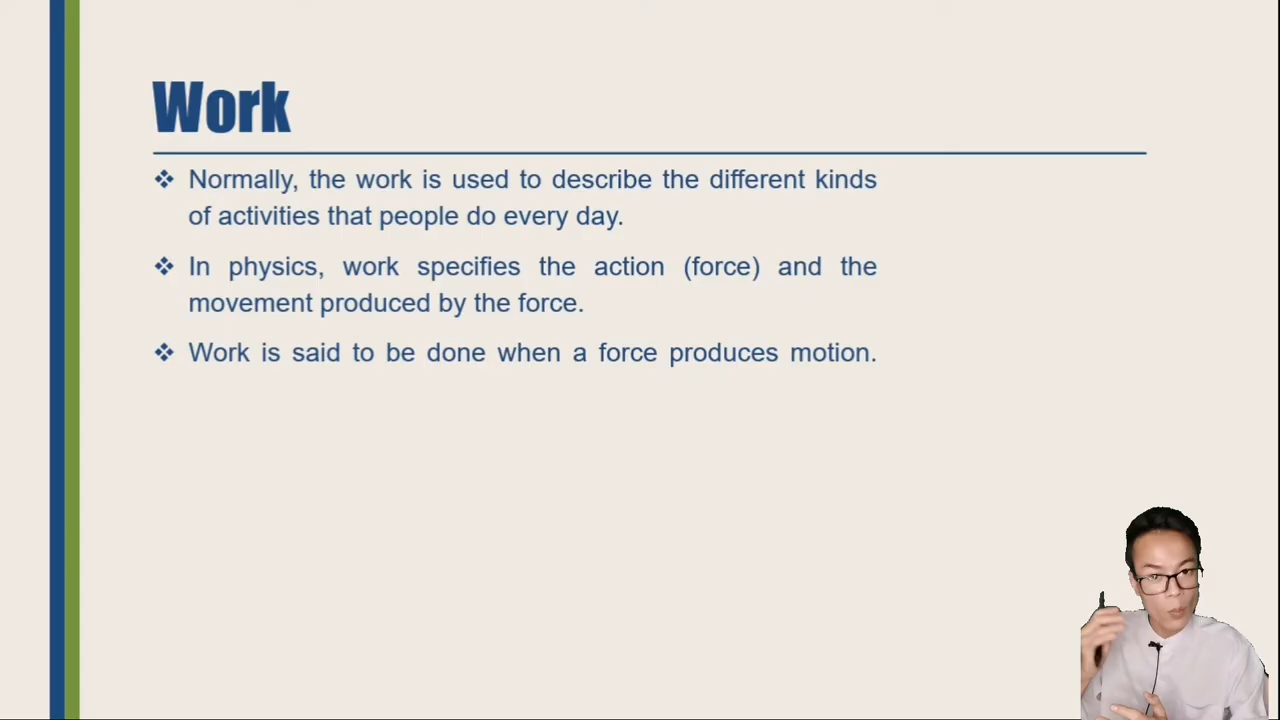 Work
❖ Normally, the work is used to describe the different kinds
of activities that people do every day.
❖ In physics, work specifies the action (force) and the
movement produced by the force.
❖ Work is said to be done when a force produces motion.